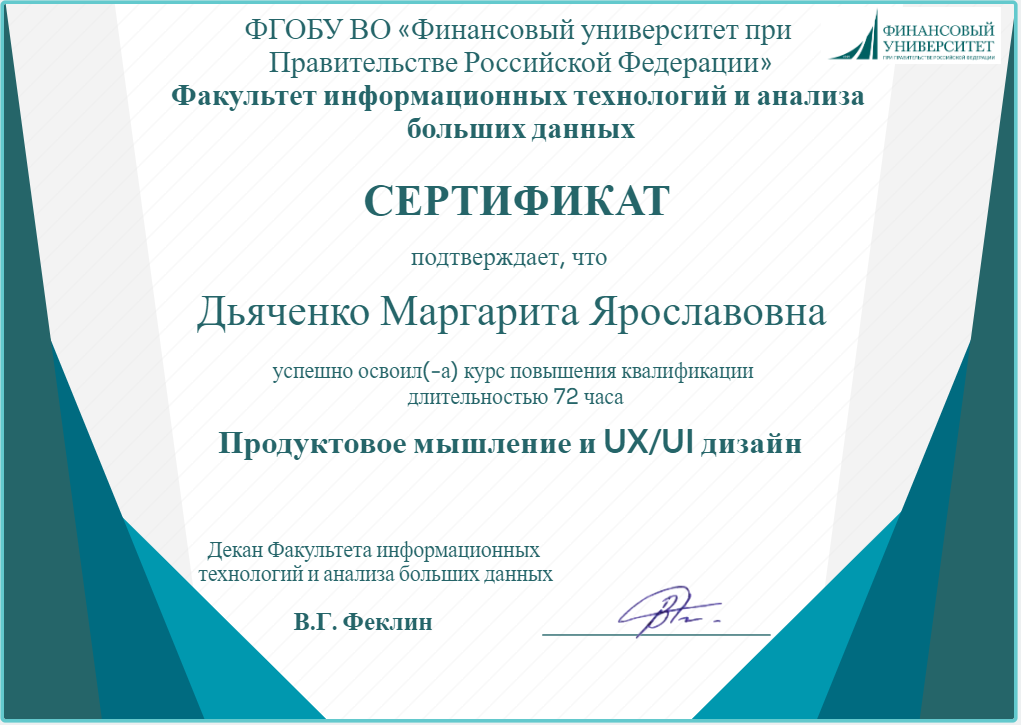 ФГОБУ ВО «Финансовый университет при
Правительстве Российской Федерации»
Факультет информационных технологий и анализа
больших данных
ФИНАНСОВЫЙ
УНИВЕРСИТЕТ
ПРИ ПРАВИТЕЛЬСТВЕ РОССИЙСКОЙ ФЕДЕРАЦИИ
СЕРТИФИКАТ
подтверждает, что
Дьяченко Маргарита Ярославовна
успешно освоил(-а) курс повышения квалификации
длительностью 72 часа
Продуктовое мышление и UX/UI дизайн
Декан Факультета информационных
технологий и анализа больших данных
В.Г. Феклин